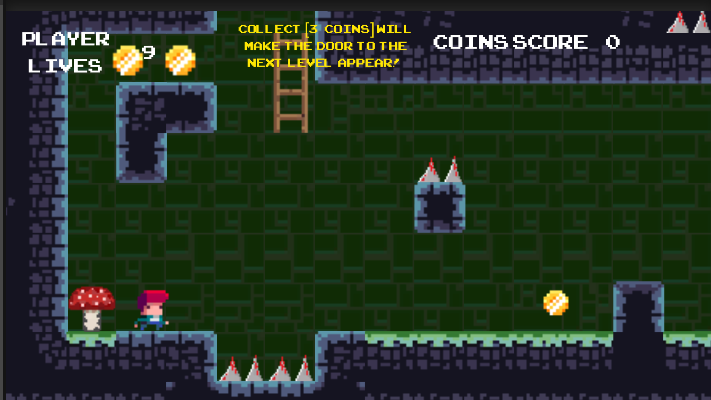 PLAYER
LIVES 9
COLLECT [3 COINS] WILL
MAKE THE DOOR TO THE
NEXT LEVEL APPEAR!
COINS SCORE 0